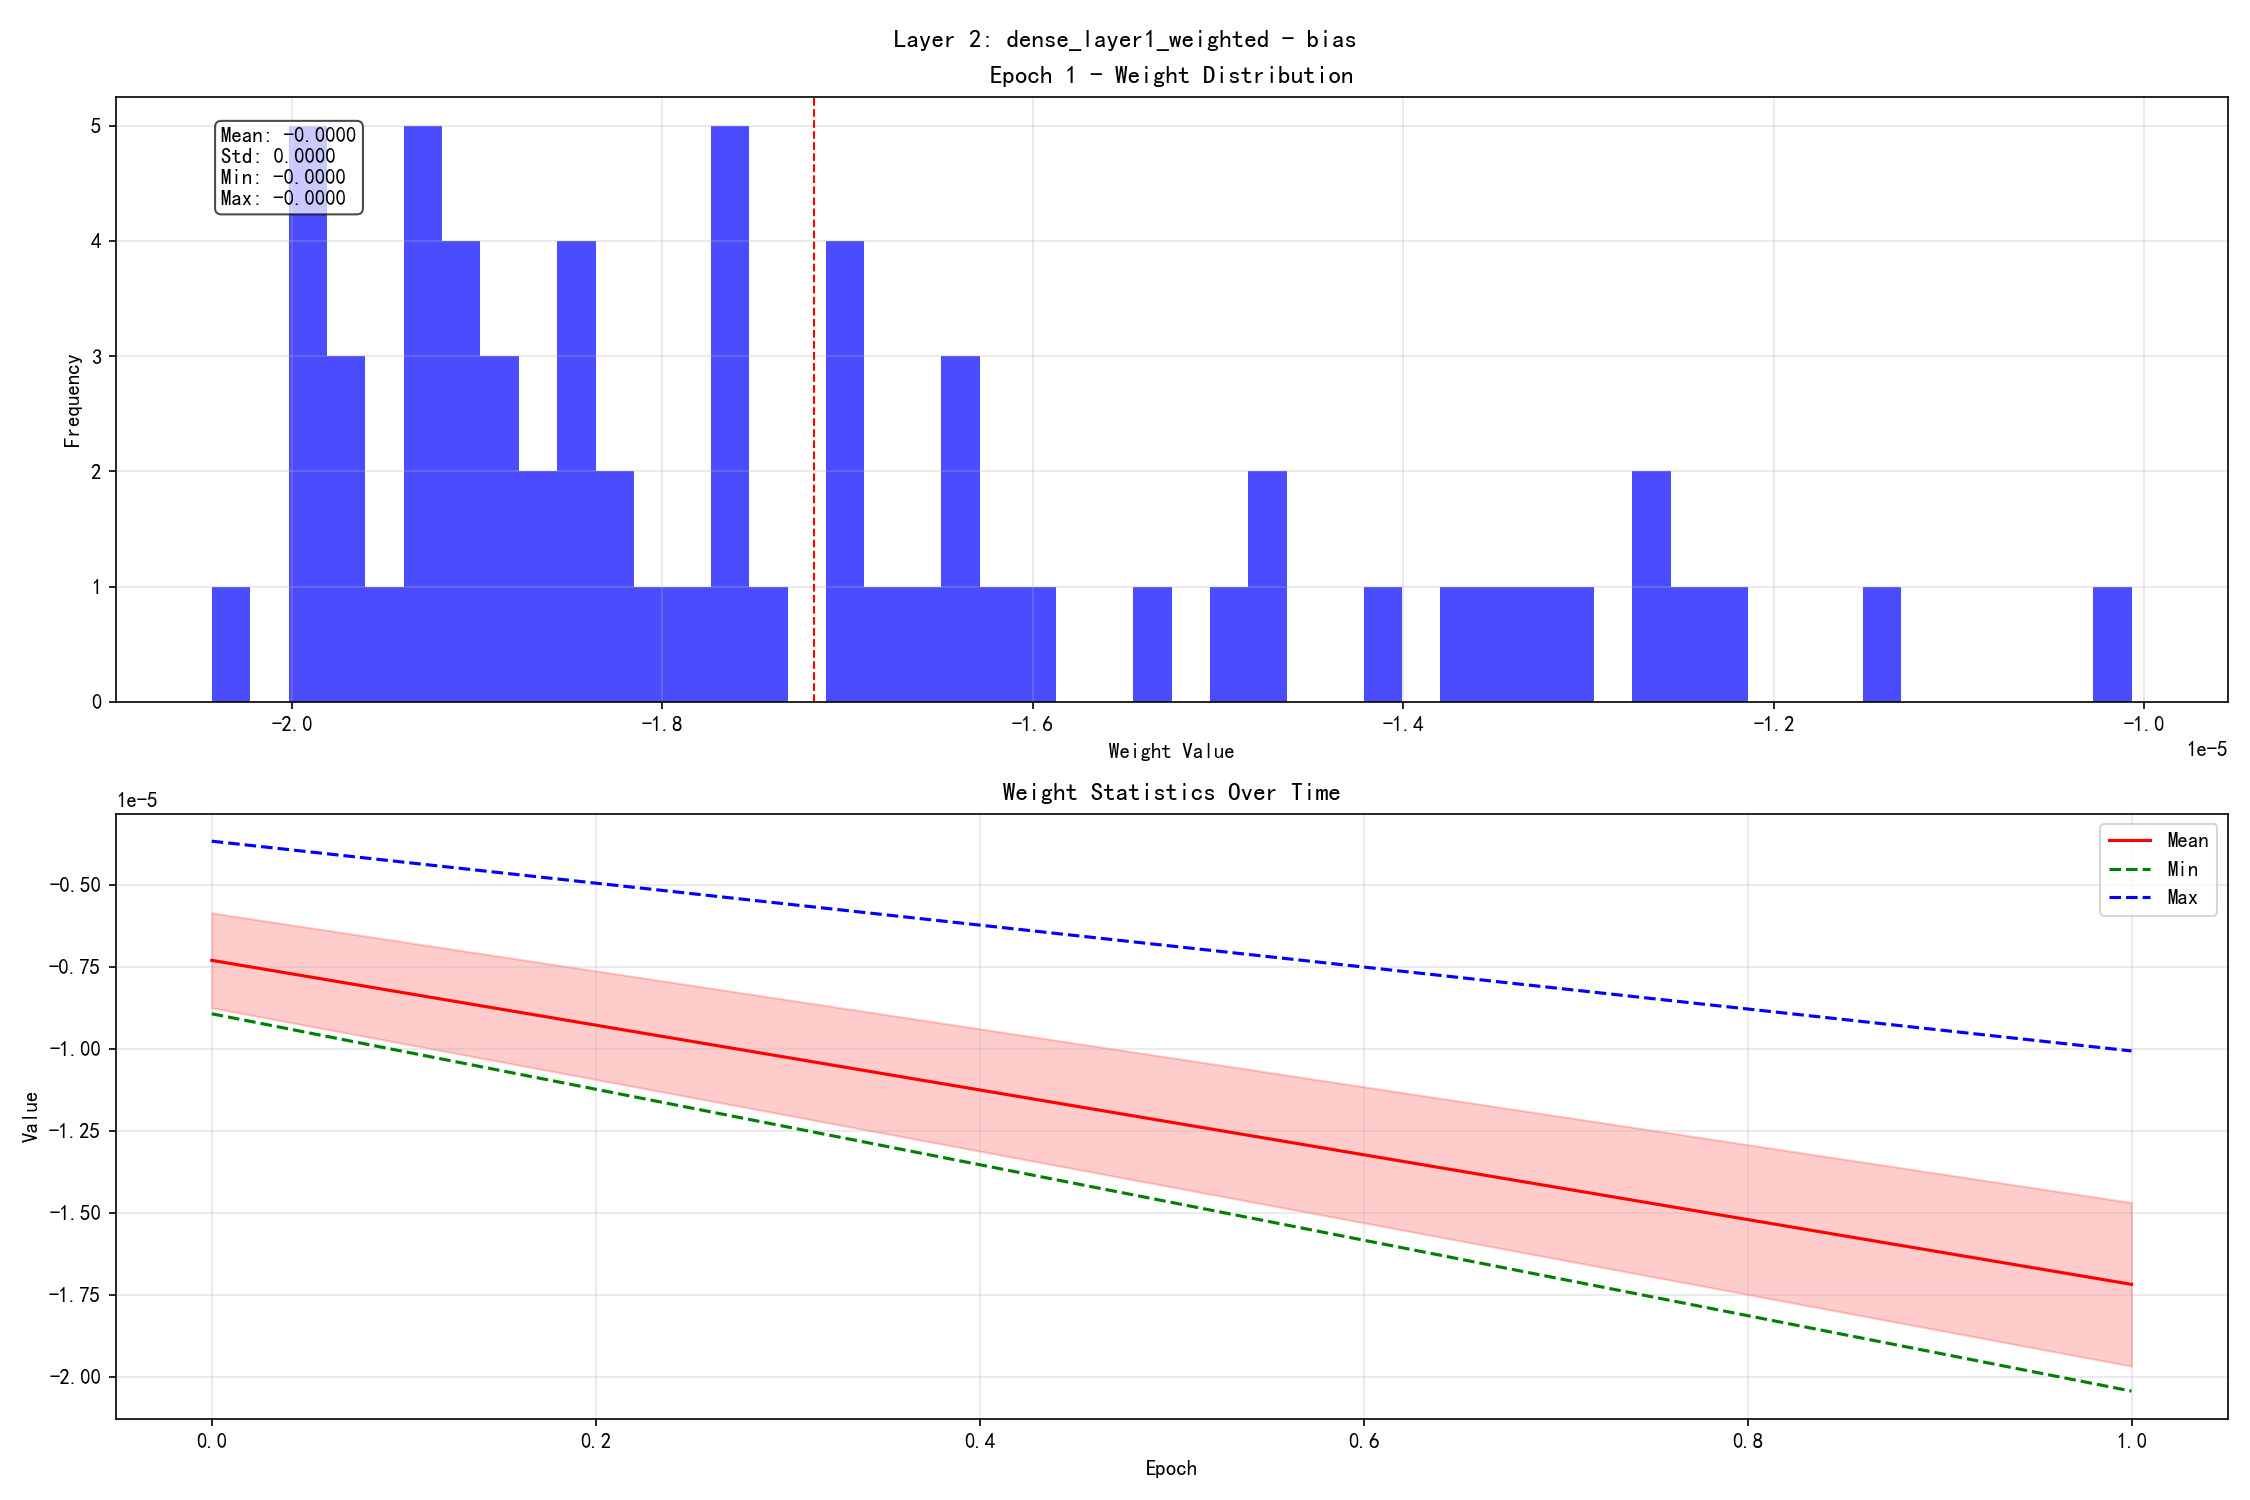 Layer 2: dense_layer1_weighted - bias
Epoch 1 - Weight Distribution
Mean: -0.0000
Std: 0.0000
Min: -0.0000
Max: -0.0000
5
4
3
2
1
0
Frequency
-2.0 -1.8 -1.6 -1.4 -1.2 -1.0
1e-5
Weight Value
Weight Statistics Over Time
1e-5
Mean
Min
Max
-0.50
-0.75
-1.00
-1.25
-1.50
-1.75
-2.00
Value
0.0 0.2 0.4 0.6 0.8 1.0
Epoch